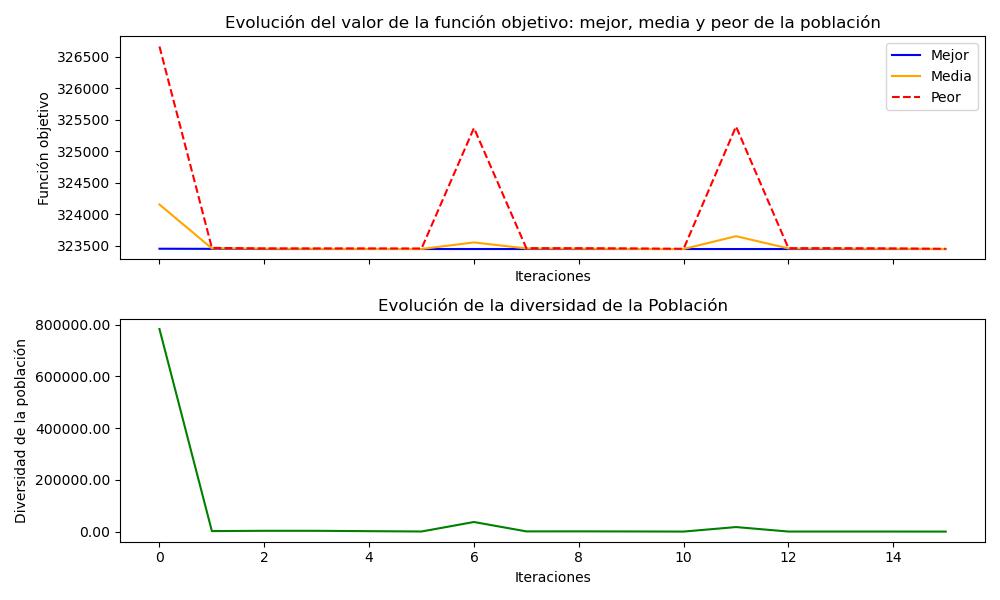 Evolución del valor de la función objetivo: mejor, media y peor de la población
Función objetivo
326500
326000
325500
325000
324500
324000
323500
Mejor
Media
Peor
Iteraciones
Evolución de la diversidad de la Población
Diversidad de la población
800000.00
600000.00
400000.00
200000.00
0.00
0 2 4 6 8 10 12 14
Iteraciones